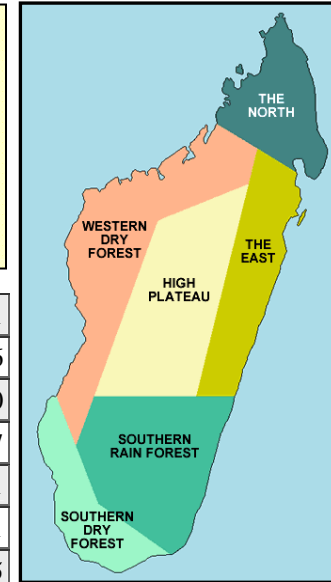 THE
NORTH
WESTERN
DRY
FOREST
THE
EAST
HIGH
PLATEAU
SOUTHERN
RAIN FOREST
SOUTHERN
DRY
FOREST